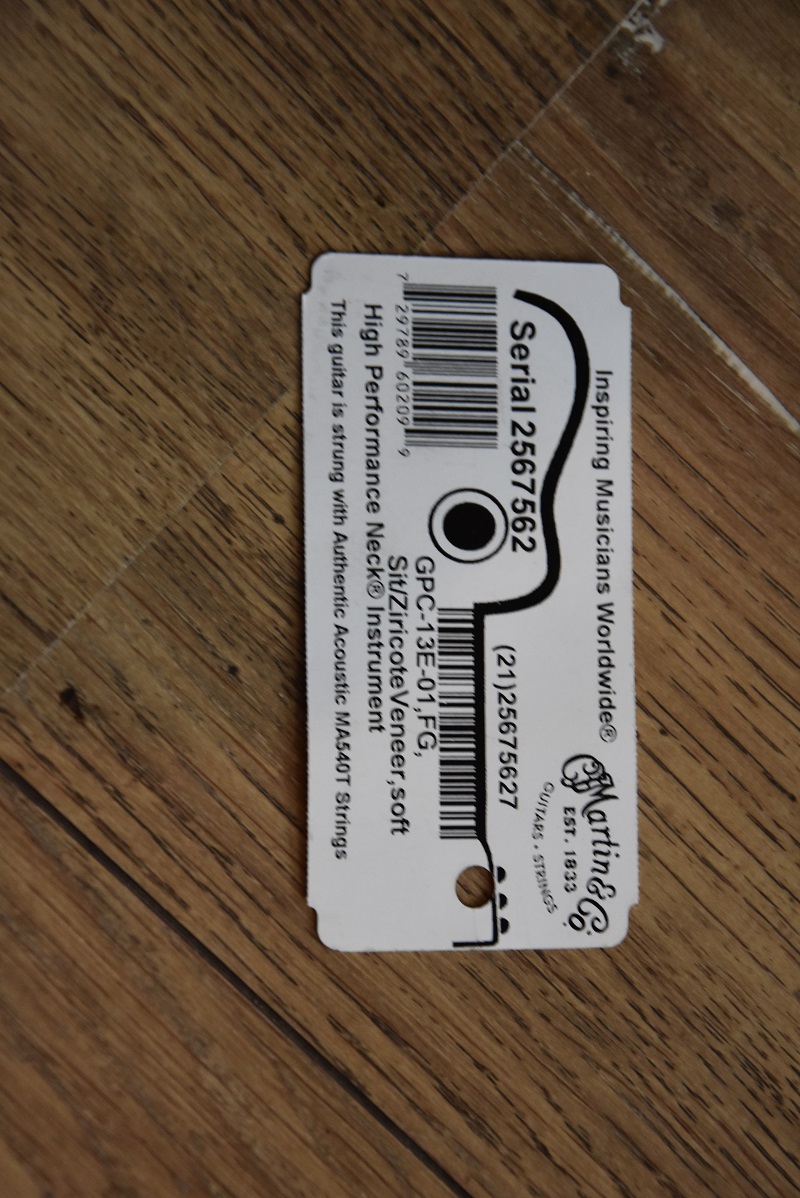 Inspiring Musicians Worldwide®
C.F. Martin & Co.
EST. 1833
GUITARS • STRINGS
Serial 2567562
(21)25675627
7 29789 60209 9
GPC-13E-01,FG,
Sit/ZiricoteVeneer,soft
High Performance Neck® Instrument
This guitar is strung with Authentic Acoustic MA540T Strings